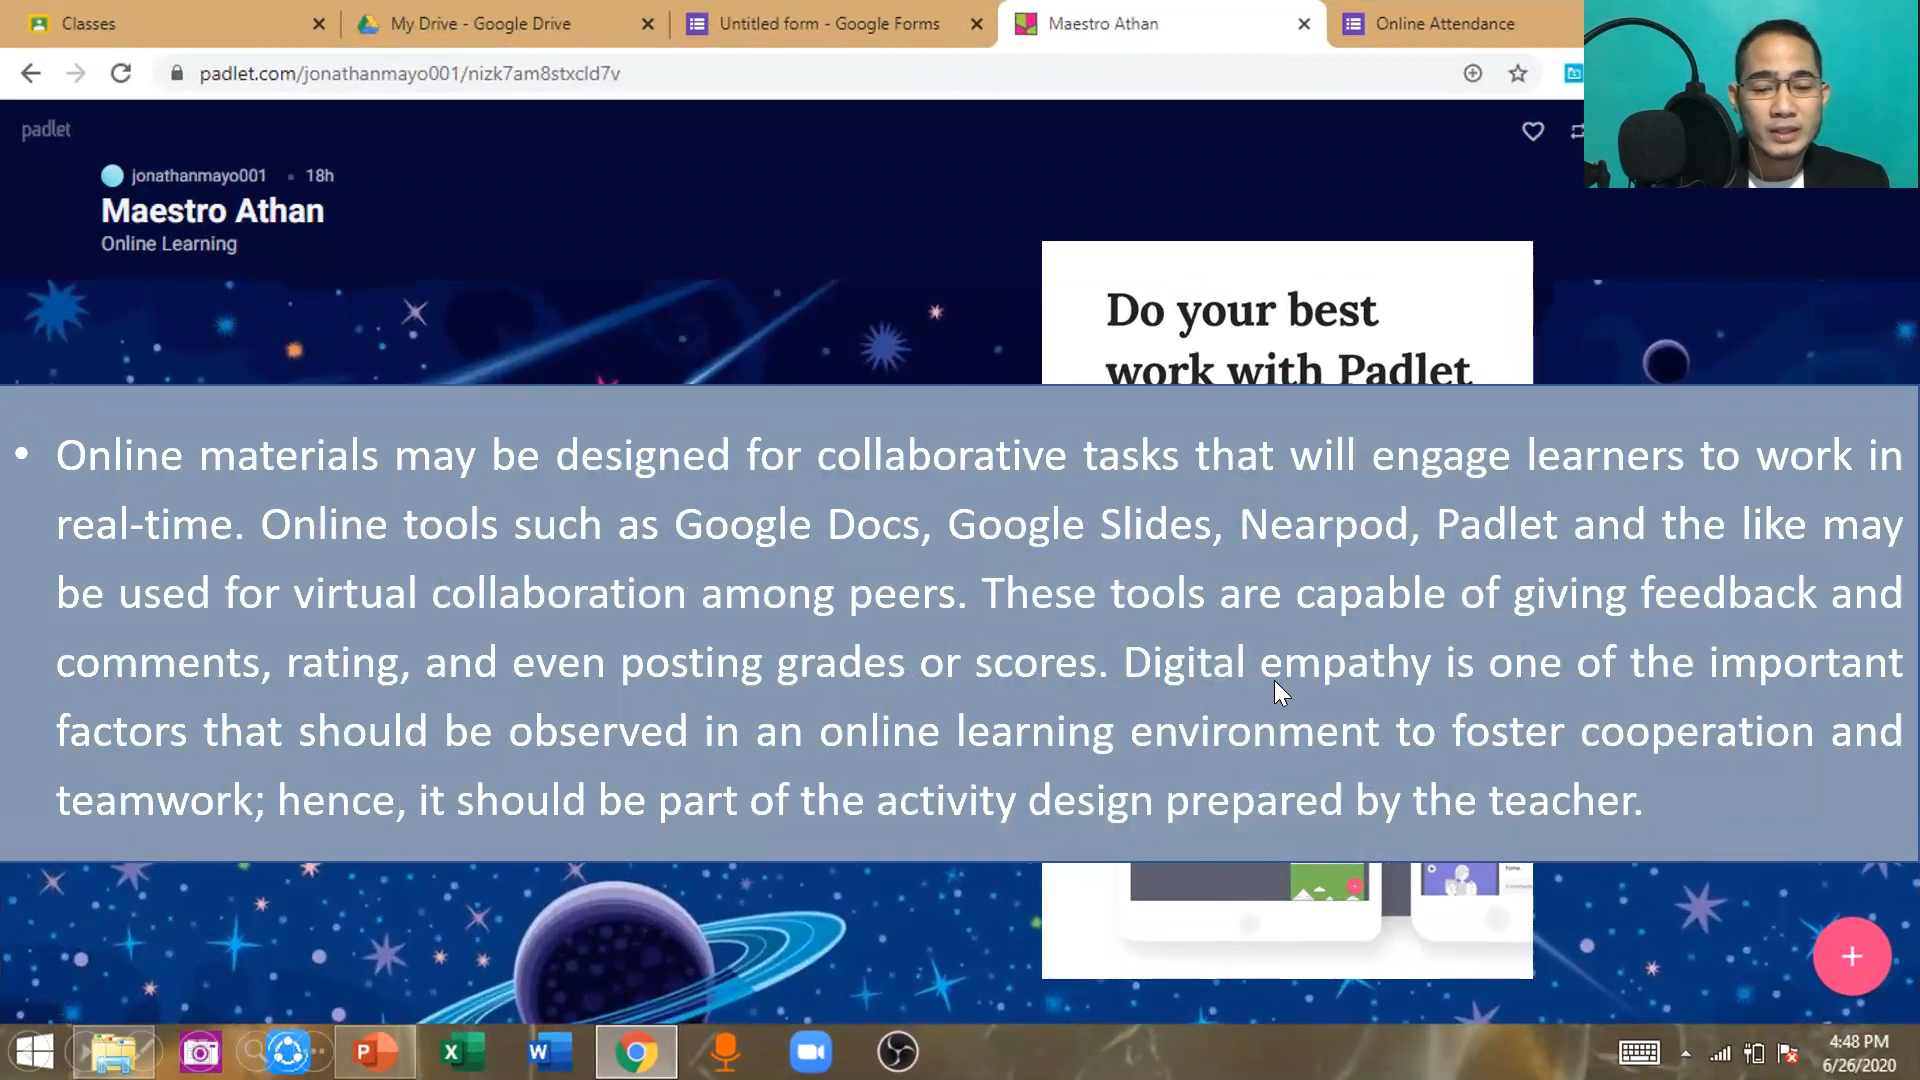 Classes
My Drive - Google Drive
Untitled form - Google Forms
Maestro Athan
Online Attendance
padlet.com/jonathanmayo001/nizk7am8stxcld7v
padlet
jonathanmayo001 • 18h
Maestro Athan
Online Learning
Do your best
work with Padlet
• Online materials may be designed for collaborative tasks that will engage learners to work in
real-time. Online tools such as Google Docs, Google Slides, Nearpod, Padlet and the like may
be used for virtual collaboration among peers. These tools are capable of giving feedback and
comments, rating, and even posting grades or scores. Digital empathy is one of the important
factors that should be observed in an online learning environment to foster cooperation and
teamwork; hence, it should be part of the activity design prepared by the teacher.
4:48 PM
6/26/2020